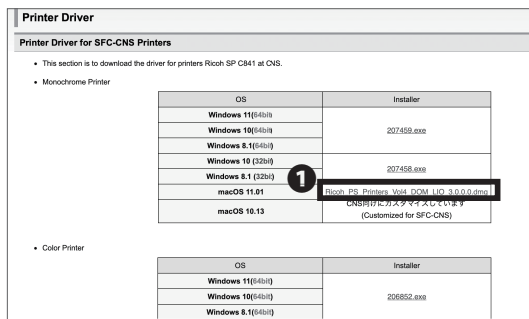 Printer Driver
Printer Driver for SFC-CNS Printers
• This section is to download the driver for printers Ricoh SP C841 at CNS.
• Monochrome Printer
OS Installer
Windows 11(64bit)
Windows 10(64bit) 207459.exe
Windows 8.1(64bit)
Windows 10 (32bit)
207458.exe
Windows 8.1 (32bit)
1
macOS 11.01 Ricoh_PS_Printers_Vol4_DOM_LIO_3.0.0.0.dmg
CNS向けにカスタマイズしています
macOS 10.13
(Customized for SFC-CNS)
• Color Printer
OS Installer
Windows 11(64bit)
Windows 10(64bit) 206852.exe
Windows 8.1(64bit)